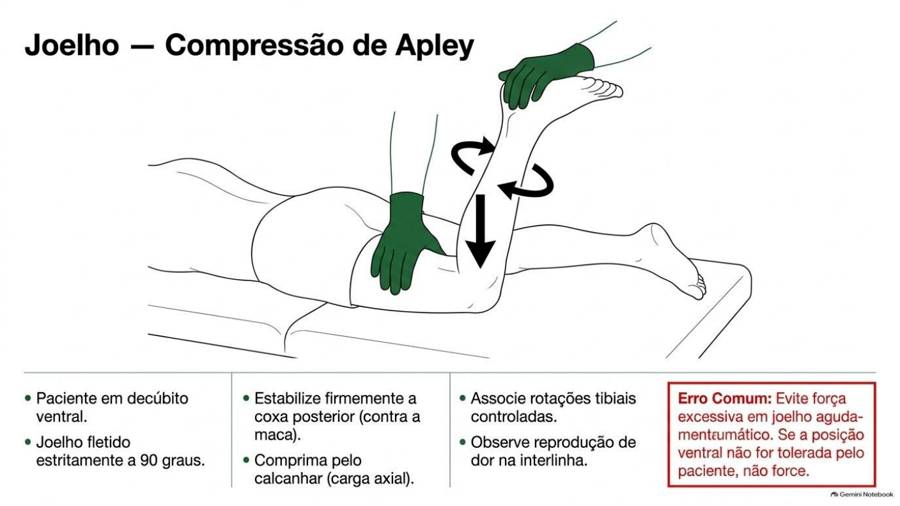 Joelho — Compressão de Apley
• Paciente em decúbito
ventral.
• Joelho fletido
estritamente a 90 graus.
• Estabilize firmemente a
coxa posterior (contra a
maca).
• Comprima pelo
calcanhar (carga axial).
• Associe rotações tibiais
controladas.
• Observe reprodução de
dor na interlinha.
Erro Comum: Evite força
excessiva em joelho aguda-
mentrumático. Se a posição
ventral não for tolerada pelo
paciente, não force.
Gemini Notebook